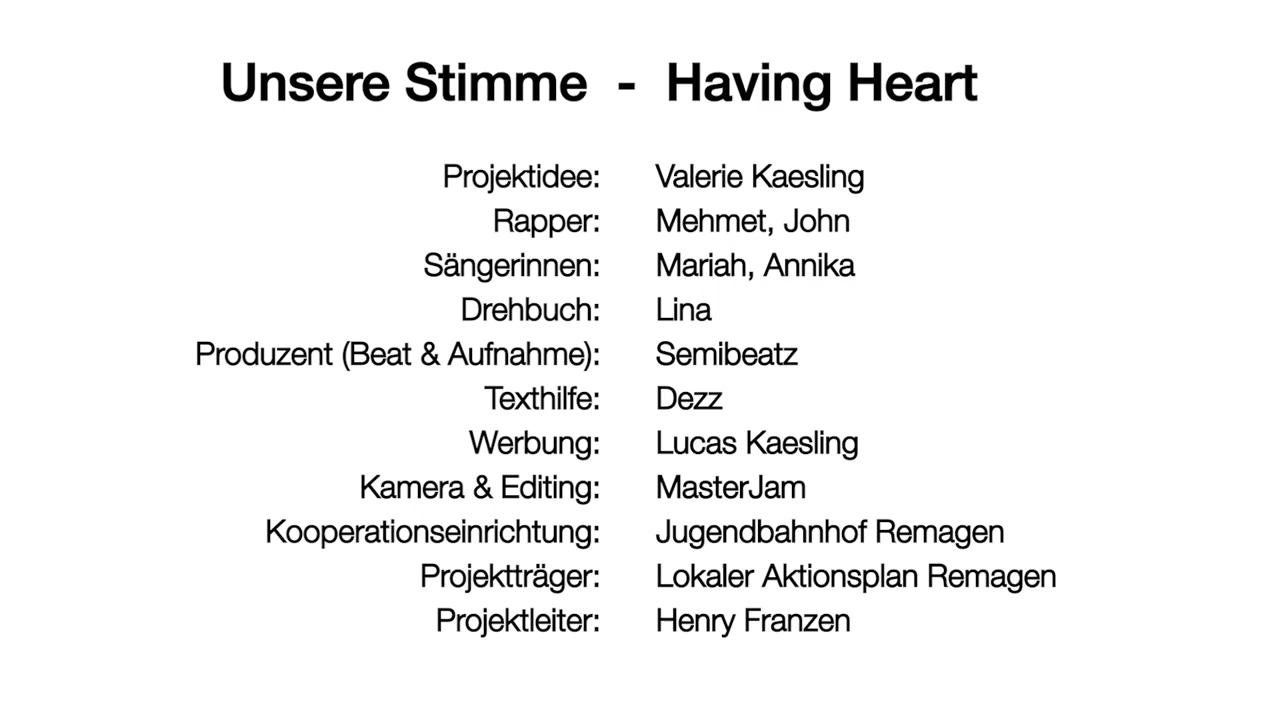 Unsere Stimme - Having Heart
Projektidee: Valerie Kaesling
Rapper: Mehmet, John
Sängerinnen: Mariah, Annika
Drehbuch: Lina
Produzent (Beat & Aufnahme): Semibeatz
Texthilfe: Dezz
Werbung: Lucas Kaesling
Kamera & Editing: MasterJam
Kooperationseinrichtung: Jugendbahnhof Remagen
Projektträger: Lokaler Aktionsplan Remagen
Projektleiter: Henry Franzen